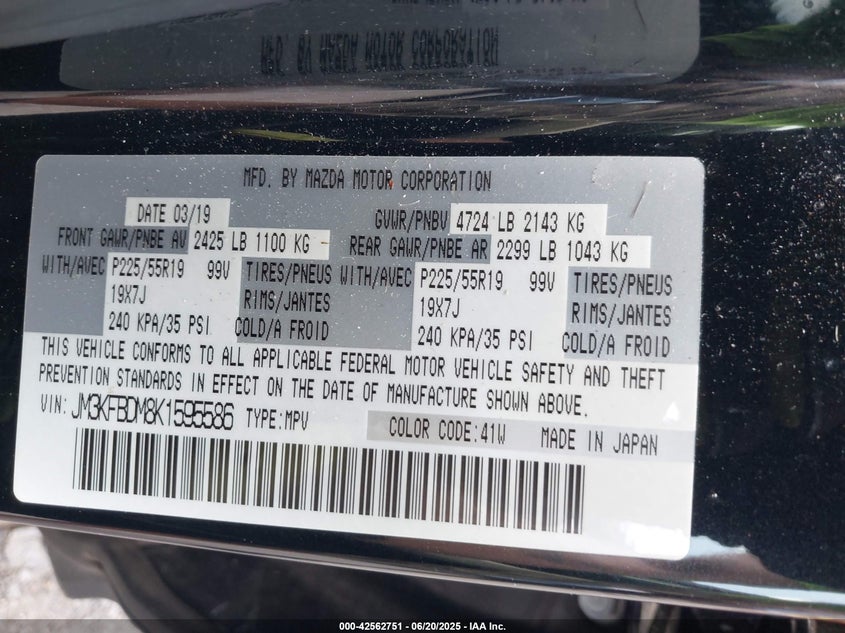 MFD. BY MAZDA MOTOR CORPORATION
DATE 03/19 GVWR/PNBV 4724 LB 2143 KG
FRONT GAWR/PNBE AV 2425 LB 1100 KG REAR GAWR/PNBE AR 2299 LB 1043 KG
WITH/AVEC P225/55R19 99V TIRES/PNEUS WITH/AVEC P225/55R19 99V TIRES/PNEUS
19X7J RIMS/JANTES 19X7J RIMS/JANTES
240 KPA/35 PSI COLD/A FROID 240 KPA/35 PSI COLD/A FROID
THIS VEHICLE CONFORMS TO ALL APPLICABLE FEDERAL MOTOR VEHICLE SAFETY AND THEFT
PREVENTION STANDARDS IN EFFECT ON THE DATE OF MANUFACTURE SHOWN ABOVE.
VIN: JM3KFBDM8K1595586 TYPE:MPV COLOR CODE:41W MADE IN JAPAN
000-42562751 - 06/20/2025 - IAA Inc.